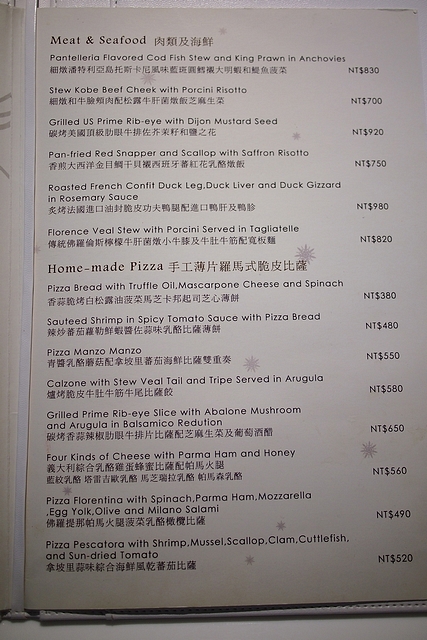 Meat & Seafood 肉類及海鮮
Pantelleria Flavored Cod Fish Stew and King Prawn in Anchovies
細燉潘特利亞島托斯卡尼風味藍斑圓鱈襯大明蝦和鯷魚菠菜 NT$830
Stew Kobe Beef Cheek with Porcini Risotto
細燉和牛臉頰肉配松露牛肝菌燉飯芝麻生菜 NT$700
Grilled US Prime Rib-eye with Dijon Mustard Seed
碳烤美國頂級肋眼牛排佐芥茉籽和鹽之花 NT$920
Pan-fried Red Snapper and Scallop with Saffron Risotto
香煎大西洋金目鯛干貝襯西班牙蕃紅花乳酪燉飯 NT$750
Roasted French Confit Duck Leg,Duck Liver and Duck Gizzard
in Rosemary Sauce
炙烤法國進口油封脆皮功夫鴨腿配進口鴨肝及鴨胗 NT$980
Florence Veal Stew with Porcini Served in Tagliatelle
傳統佛羅倫斯檸檬牛肝菌燉小牛膝及牛肚牛筋配寬板麵 NT$820
Home-made Pizza 手工薄片羅馬式脆皮比薩
Pizza Bread with Truffle Oil,Mascarpone Cheese and Spinach
香蒜脆烤白松露油菠菜馬芝卡邦起司芝心薄餅 NT$380
Sauteed Shrimp in Spicy Tomato Sauce with Pizza Bread
辣炒蕃茄蘿勒鮮蝦醬佐蒜味乳酪比薩薄餅 NT$480
Pizza Manzo Manzo
青醬乳酪蘑菇配拿坡里蕃茄海鮮比薩雙重奏 NT$550
Calzone with Stew Veal Tail and Tripe Served in Arugula
爐烤脆皮牛肚牛筋牛尾比薩餃 NT$580
Grilled Prime Rib-eye Slice with Abalone Mushroom
and Arugula in Balsamico Redution
碳烤香蒜辣椒肋眼牛排片比薩配芝麻生菜及葡萄酒醋 NT$650
Four Kinds of Cheese with Parma Ham and Honey
義大利綜合乳酪雞蛋蜂蜜比薩配帕馬火腿
藍紋乳酪 塔雷吉歐乳酪 馬芝瑞拉乳酪 帕馬森乳酪 NT$560
Pizza Florentina with Spinach,Parma Ham,Mozzarella
,Egg Yolk,Olive and Milano Salami
佛羅提那帕馬火腿菠菜乳酪橄欖比薩 NT$490
Pizza Pescatora with Shrimp,Mussel,Scallop,Clam,Cuttlefish,
and Sun-dried Tomato
拿坡里蒜味綜合海鮮風乾蕃茄比薩 NT$520